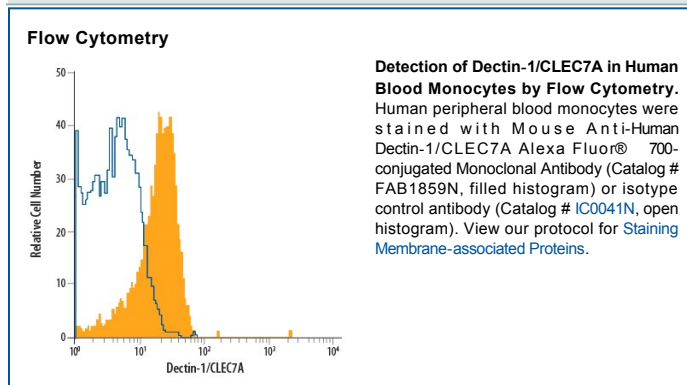 Flow Cytometry
50
40
30
20
10
0
Relative Cell Number
10⁰ 10¹ 10² 10³ 10⁴
Dectin-1/CLEC7A
Detection of Dectin-1/CLEC7A in Human
Blood Monocytes by Flow Cytometry.
Human peripheral blood monocytes were
stained with Mouse Anti-Human
Dectin-1/CLEC7A Alexa Fluor® 700-
conjugated Monoclonal Antibody (Catalog #
FAB1859N, filled histogram) or isotype
control antibody (Catalog # IC0041N, open
histogram). View our protocol for Staining
Membrane-associated Proteins.